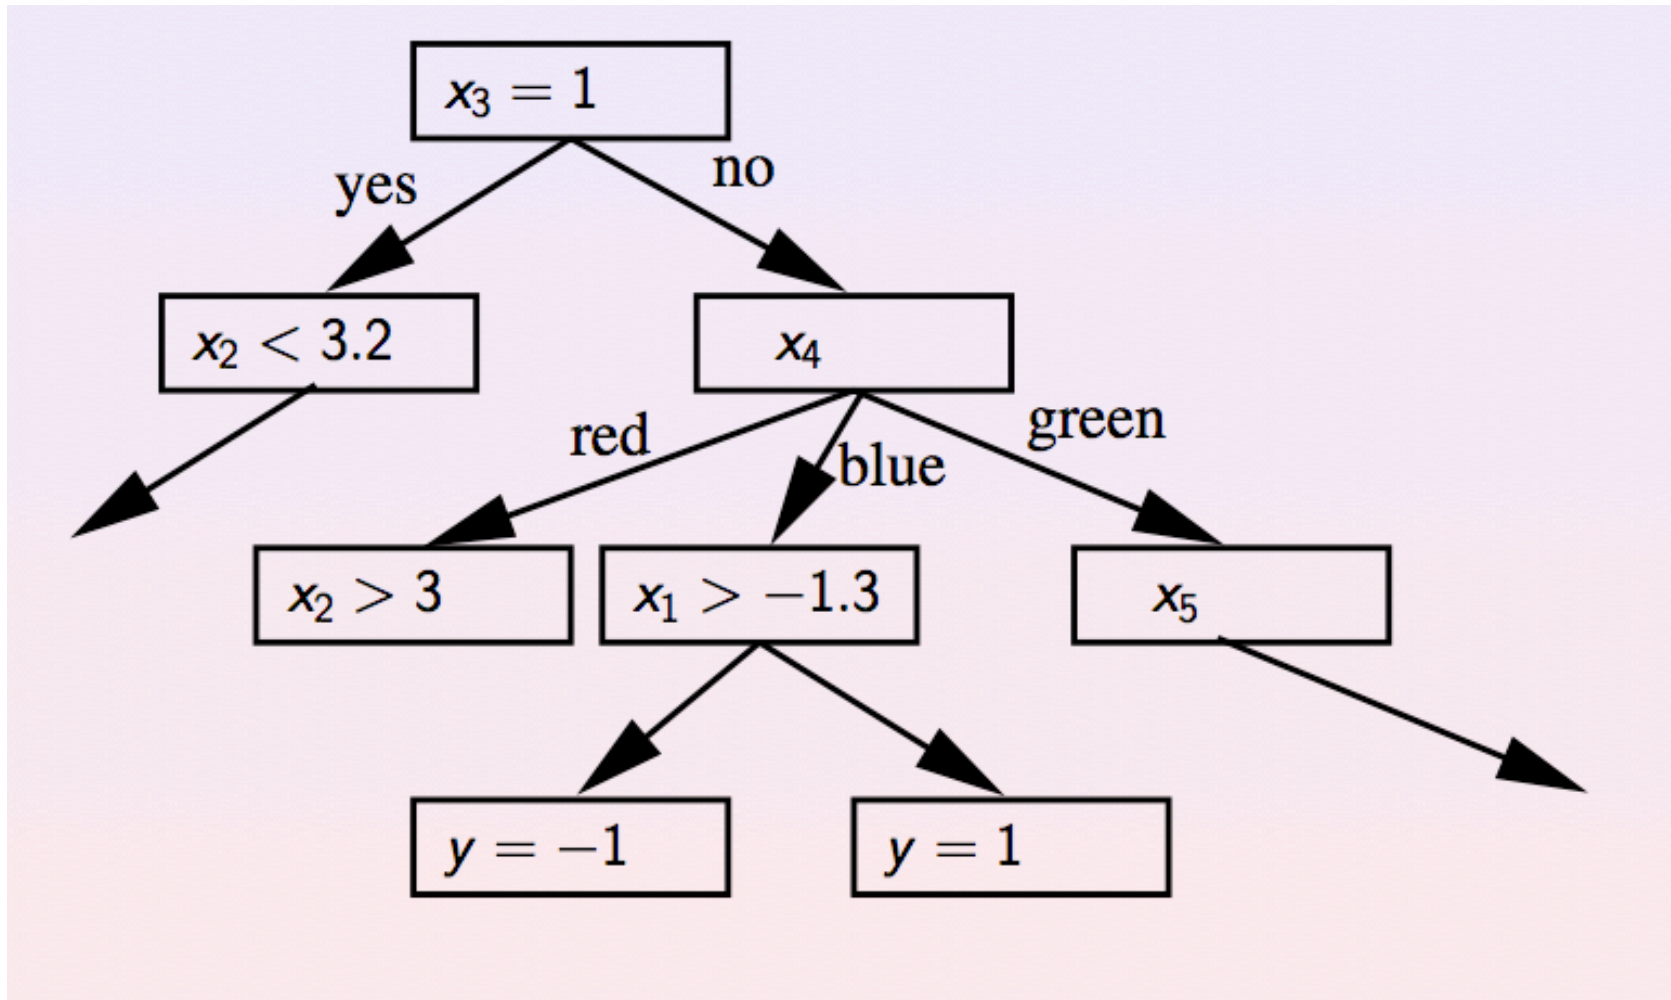 x₃ = 1
yes
no
x₂ < 3.2
x₄
red
blue
green
x₂ > 3
x₁ > −1.3
x₅
y = −1
y = 1